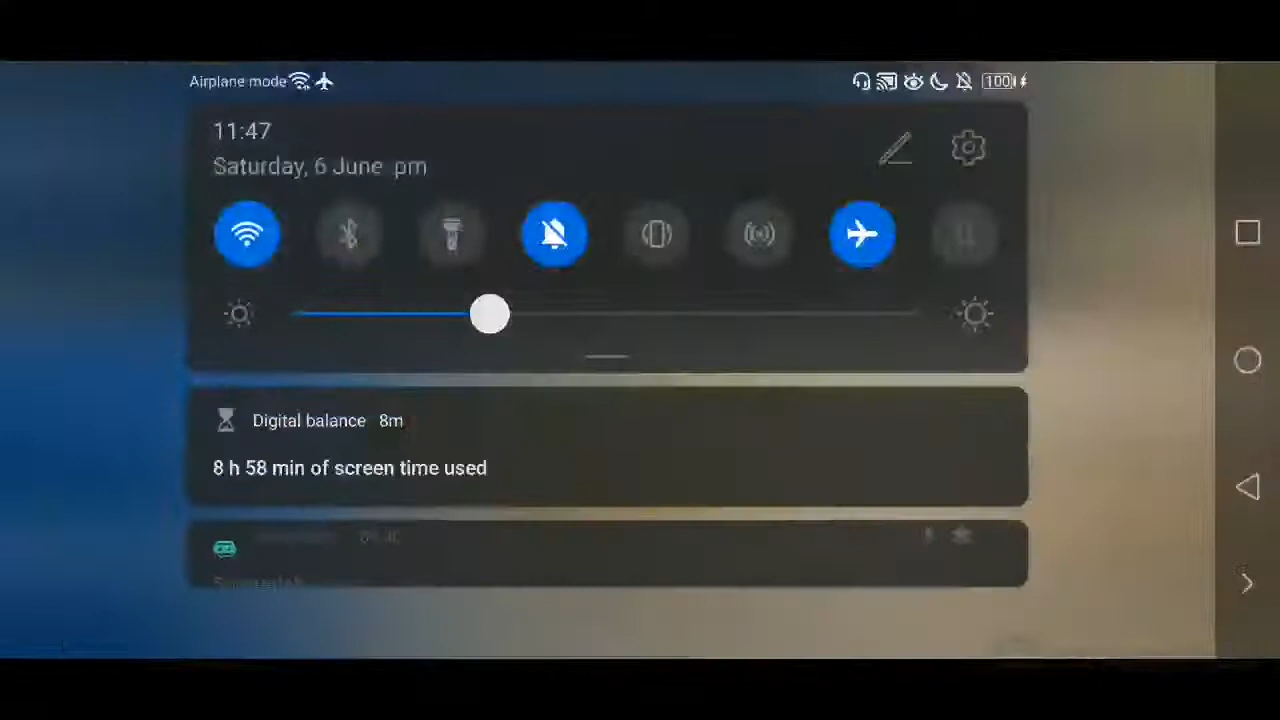 Airplane mode
100
11:47
Saturday, 6 June pm
Digital balance 8m
8 h 58 min of screen time used